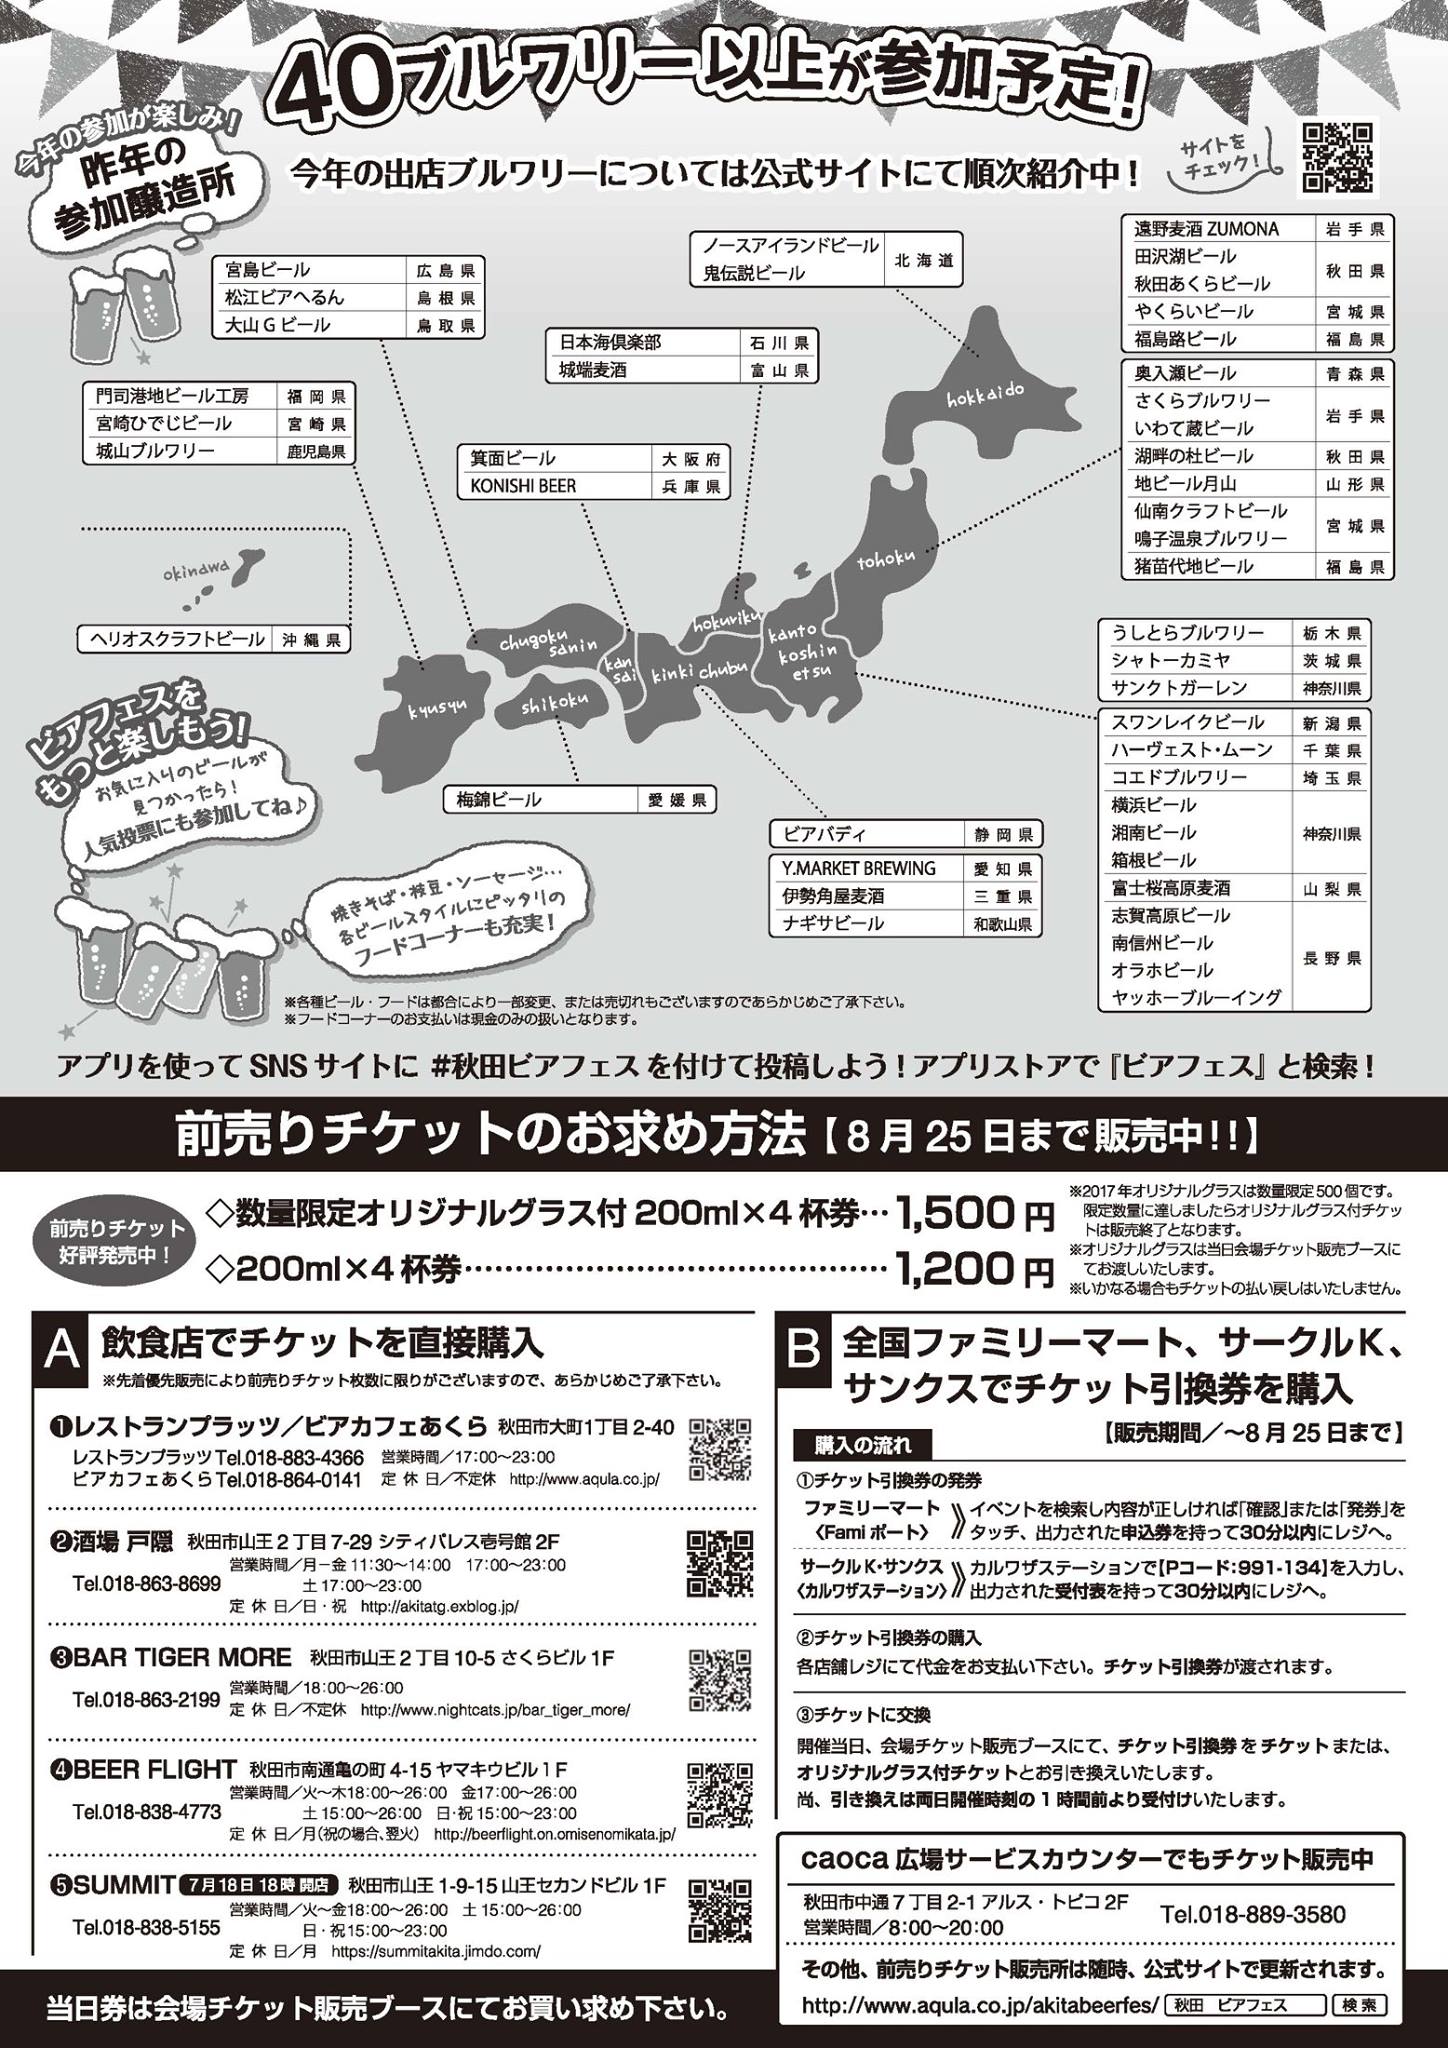 40ブルワリー以上が参加予定!
今年の参加が楽しみ!
昨年の
参加醸造所
今年の出店ブルワリーについては公式サイトにて順次紹介中!
サイトを
チェック!
宮島ビール 広島県
松江ビアへるん 島根県
大山Gビール 鳥取県
ノースアイランドビール
鬼伝説ビール
北海道
日本海倶楽部 石川県
城端麦酒 富山県
門司港地ビール工房 福岡県
宮崎ひでじビール 宮崎県
城山ブルワリー 鹿児島県
箕面ビール 大阪府
KONISHI BEER 兵庫県
遠野麦酒 ZUMONA 岩手県
田沢湖ビール
秋田あくらビール
秋田県
やくらいビール 宮城県
福島路ビール 福島県
奥入瀬ビール 青森県
さくらブルワリー
いわて蔵ビール
岩手県
湖畔の杜ビール 秋田県
地ビール月山 山形県
仙南クラフトビール
鳴子温泉ブルワリー
宮城県
猪苗代地ビール 福島県
hokkaido
tohoku
okinawa
ヘリオスクラフトビール 沖縄県
hokuriku
kanto
koshin
etsu
chugoku
sanin
kan
sai
kinki chubu
shikoku
kyusyu
うしとらブルワリー 栃木県
シャトーカミヤ 茨城県
サンクトガーレン 神奈川県
スワンレイクビール 新潟県
ハーヴェスト・ムーン 千葉県
コエドブルワリー 埼玉県
横浜ビール
湘南ビール
箱根ビール
神奈川県
富士桜高原麦酒 山梨県
志賀高原ビール
南信州ビール
オラホビール
ヤッホーブルーイング
長野県
梅錦ビール 愛媛県
ビアバディ 静岡県
Y.MARKET BREWING 愛知県
伊勢角屋麦酒 三重県
ナギサビール 和歌山県
ビアフェスを
もっと楽しもう!
お気に入りのビールが
見つかったら!
人気投票にも参加してね♪
焼きそば・枝豆・ソーセージ…
各ビールスタイルにピッタリの
フードコーナーも充実!
※各種ビール・フードは都合により一部変更、または売切れもございますのであらかじめご了承下さい。
※フードコーナーのお支払いは現金のみの扱いとなります。
アプリを使ってSNSサイトに #秋田ビアフェス を付けて投稿しよう!アプリストアで『ビアフェス』と検索!
前売りチケットのお求め方法【8月25日まで販売中!!】
前売りチケット
好評発売中!
◇数量限定オリジナルグラス付 200ml×4杯券…1,500円
◇200ml×4杯券……………………………………1,200円
※2017年オリジナルグラスは数量限定500個です。
限定数量に達しましたらオリジナルグラス付チケッ
トは販売終了となります。
※オリジナルグラスは当日会場チケット販売ブースに
てお渡しいたします。
※いかなる場合もチケットの払い戻しはいたしません。
A 飲食店でチケットを直接購入
※先着優先販売により前売りチケット枚数に限りがございますので、あらかじめご了承下さい。
❶レストランプラッツ/ビアカフェあくら 秋田市大町1丁目2-40
レストランプラッツ Tel.018-883-4366 営業時間/17:00〜23:00
ビアカフェあくら Tel.018-864-0141 定休日/不定休 http://www.aqula.co.jp/
❷酒場 戸隠 秋田市山王2丁目7-29 シティパレス壱号館2F
営業時間/月ー金 11:30〜14:00 17:00〜23:00
Tel.018-863-8699 土 17:00〜23:00
定休日/日・祝 http://akitatg.exblog.jp/
❸BAR TIGER MORE 秋田市山王2丁目10-5 さくらビル1F
Tel.018-863-2199 営業時間/18:00〜26:00
定休日/不定休 http://www.nightcats.jp/bar_tiger_more/
❹BEER FLIGHT 秋田市南通亀の町4-15 ヤマキウビル1F
営業時間/火〜木18:00〜26:00 金17:00〜26:00
Tel.018-838-4773 土 15:00〜26:00 日・祝 15:00〜23:00
定休日/月(祝の場合、翌火) http://beerflight.on.omisenomikata.jp/
❺SUMMIT 7月18日18時 開店 秋田市山王1-9-15 山王セカンドビル1F
営業時間/火〜金18:00〜26:00 土 15:00〜26:00
Tel.018-838-5155 日・祝15:00〜23:00
定休日/月 https://summitakita.jimdo.com/
当日券は会場チケット販売ブースにてお買い求め下さい。
B 全国ファミリーマート、サークルK、
サンクスでチケット引換券を購入
【販売期間/〜8月25日まで】
購入の流れ
①チケット引換券の発券
ファミリーマート
〈Famiポート〉
イベントを検索し内容が正しければ「確認」または「発券」を
タッチ、出力された申込券を持って30分以内にレジへ。
サークルK・サンクス
〈カルワザステーション〉
カルワザステーションで【Pコード:991-134】を入力し、
出力された受付表を持って30分以内にレジへ。
②チケット引換券の購入
各店舗レジにて代金をお支払い下さい。チケット引換券が渡されます。
③チケットに交換
開催当日、会場チケット販売ブースにて、チケット引換券 を チケット または、
オリジナルグラス付チケットとお引き換えいたします。
尚、引き換えは両日開催時刻の1時間前より受付けいたします。
caoca広場サービスカウンターでもチケット販売中
秋田市中通7丁目2-1 アルス・トピコ2F
営業時間/8:00〜20:00
Tel.018-889-3580
その他、前売りチケット販売所は随時、公式サイトで更新されます。
http://www.aqula.co.jp/akitabeerfes/ 秋田 ビアフェス 検索